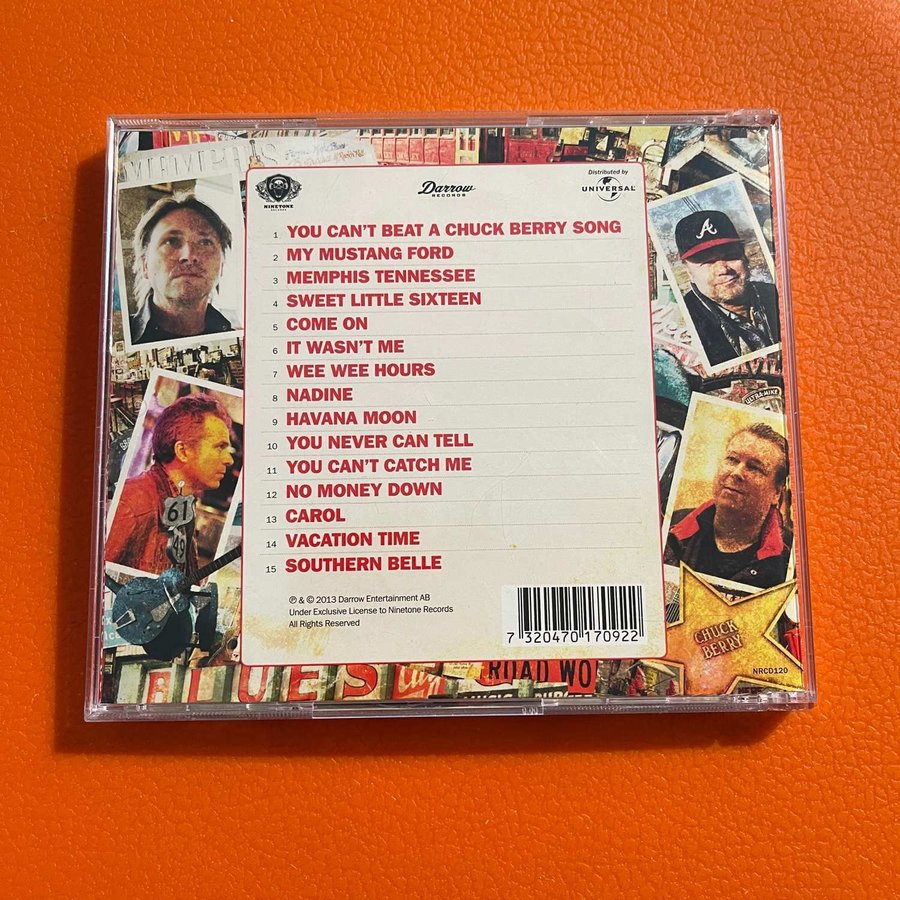 MEMPHIS
NINETONE
RECORDS
Darrow
RECORDS
Distributed by
UNIVERSAL
1 YOU CAN'T BEAT A CHUCK BERRY SONG
2 MY MUSTANG FORD
3 MEMPHIS TENNESSEE
4 SWEET LITTLE SIXTEEN
5 COME ON
6 IT WASN'T ME
7 WEE WEE HOURS
8 NADINE
9 HAVANA MOON
10 YOU NEVER CAN TELL
11 YOU CAN'T CATCH ME
12 NO MONEY DOWN
13 CAROL
14 VACATION TIME
15 SOUTHERN BELLE
℗ & © 2013 Darrow Entertainment AB
Under Exclusive License to Ninetone Records
All Rights Reserved
7 320470 170922
A
ULTRA-MIKE
61
49
CHUCK
BERRY
NRCD120
BLUES
City
ROAD WO